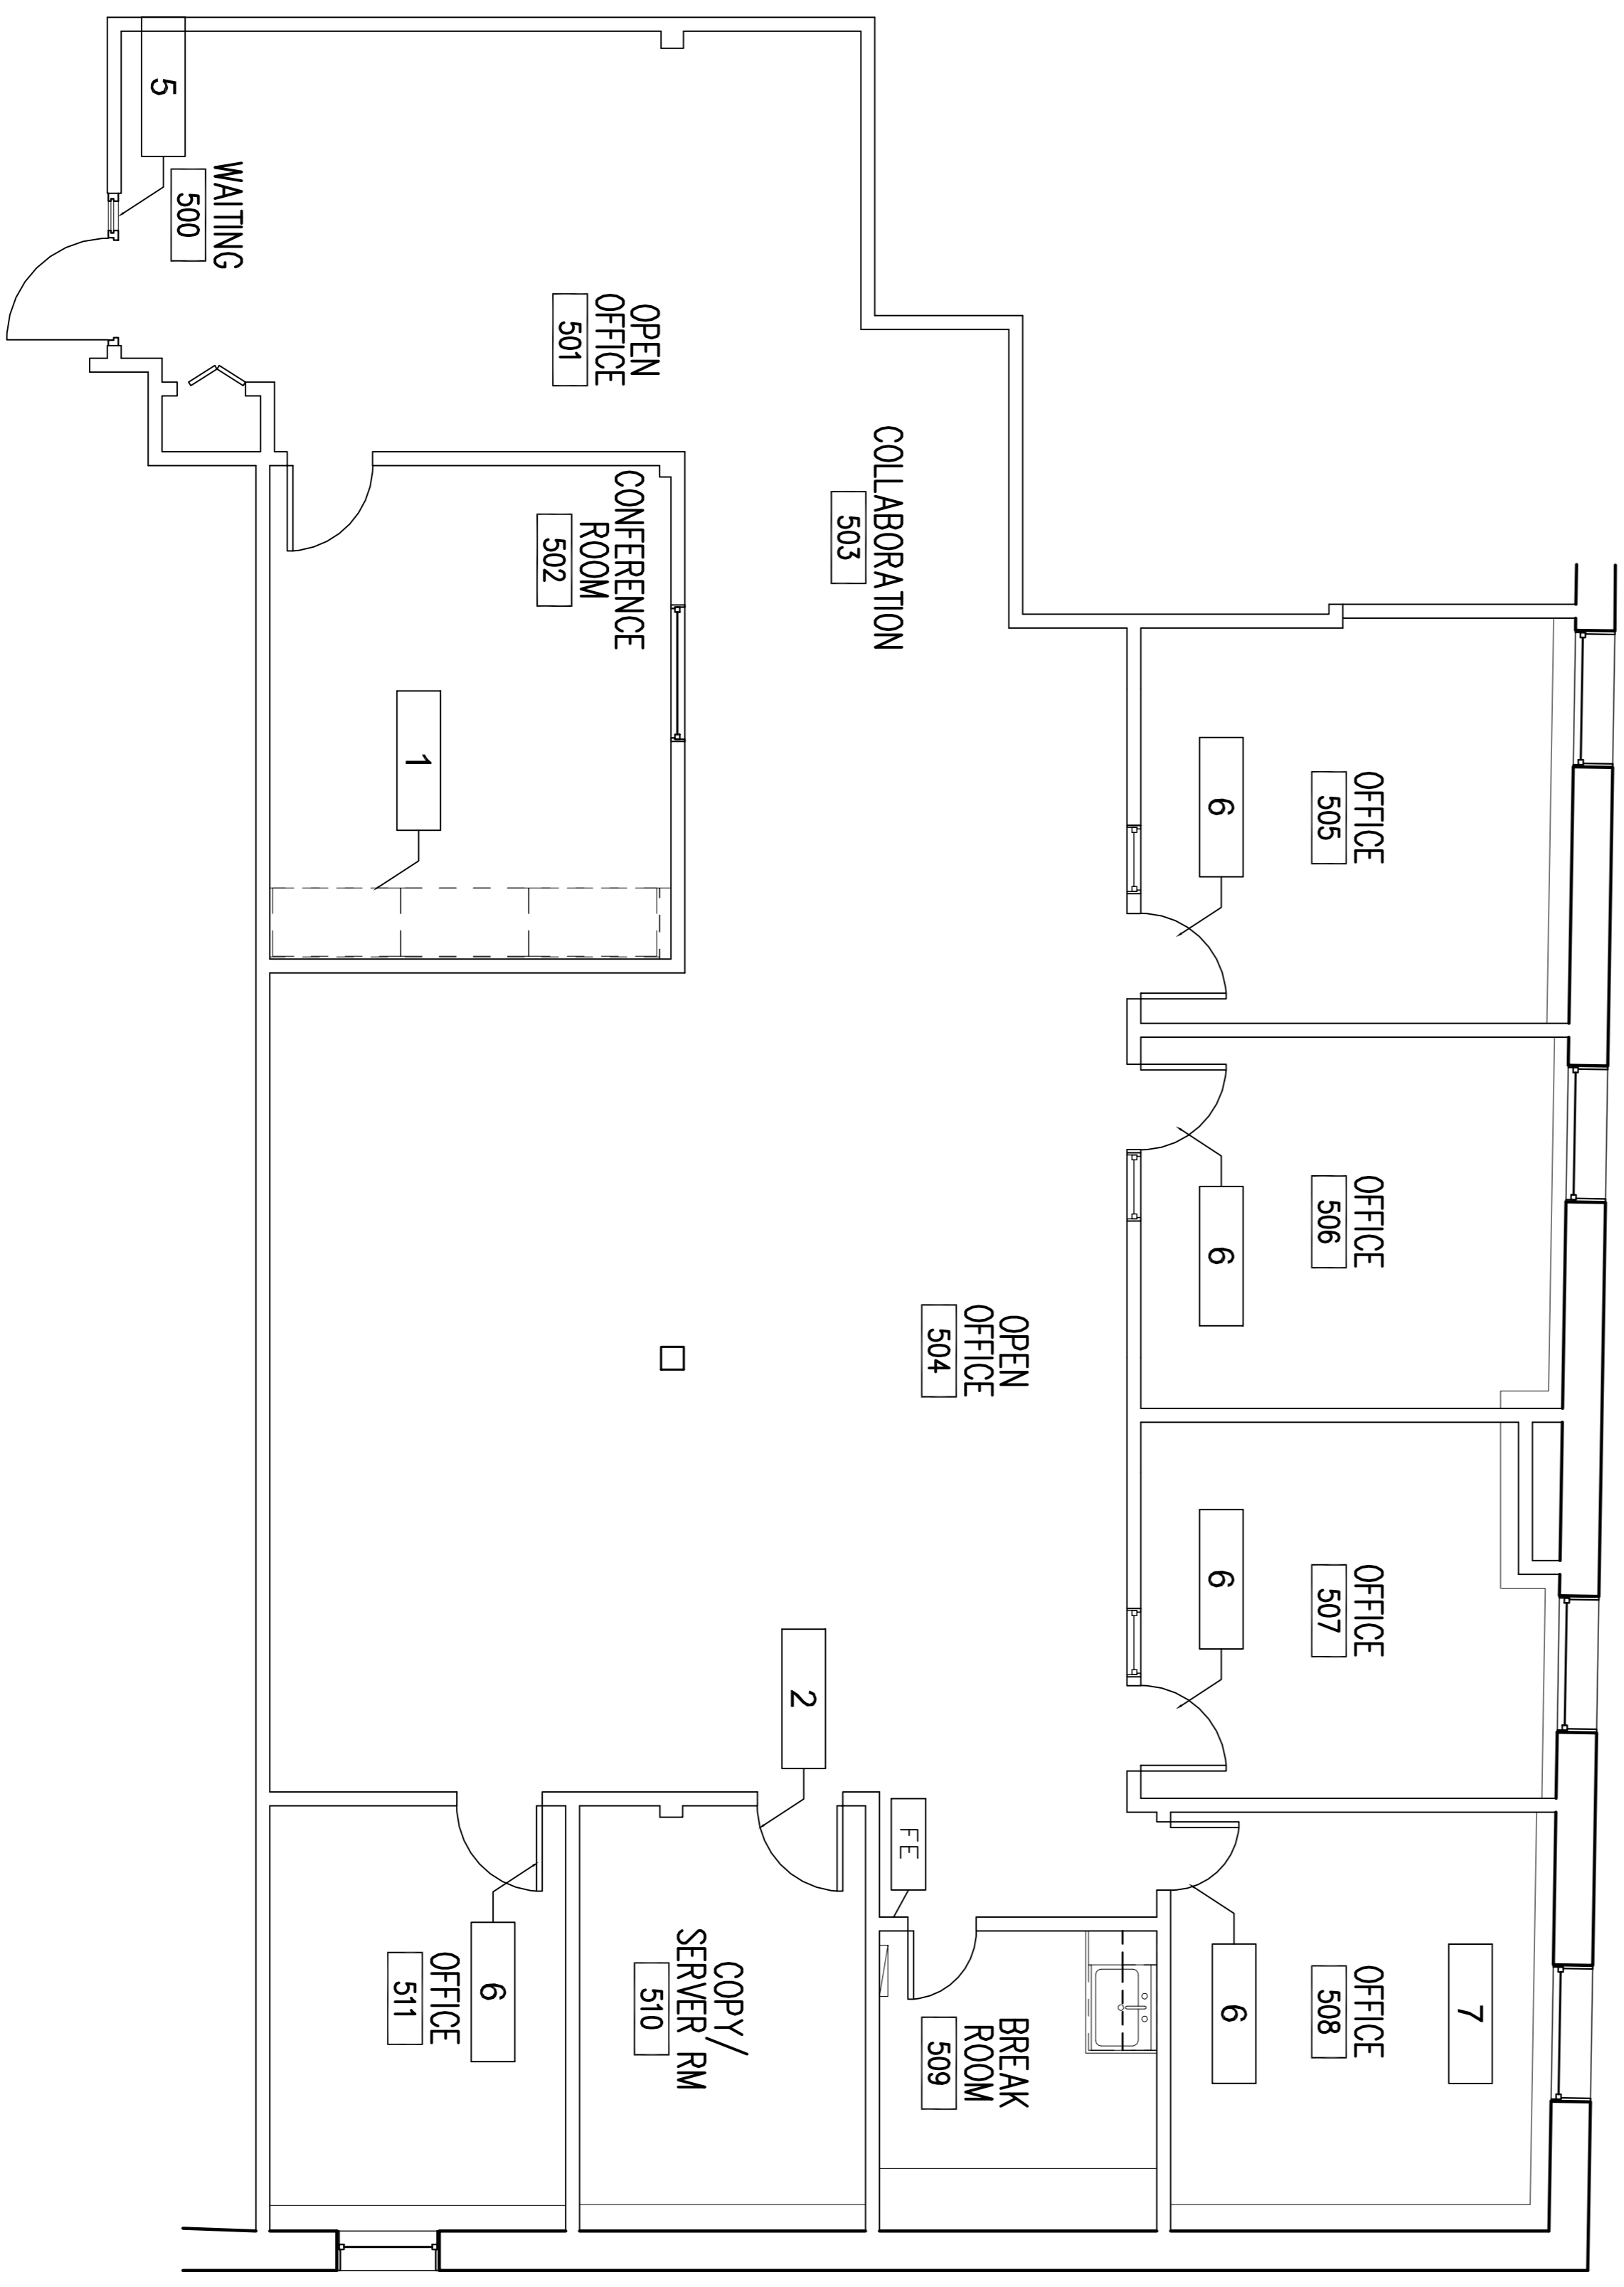 7
OFFICE
505
OFFICE
506
OFFICE
507
OFFICE
508
6
6
6
6
OPEN
OFFICE
504
BREAK
ROOM
509
FE
COLLABORATION
503
2
COPY/
SERVER RM
510
OPEN
OFFICE
501
CONFERENCE
ROOM
502
6
OFFICE
511
1
WAITING
500
5